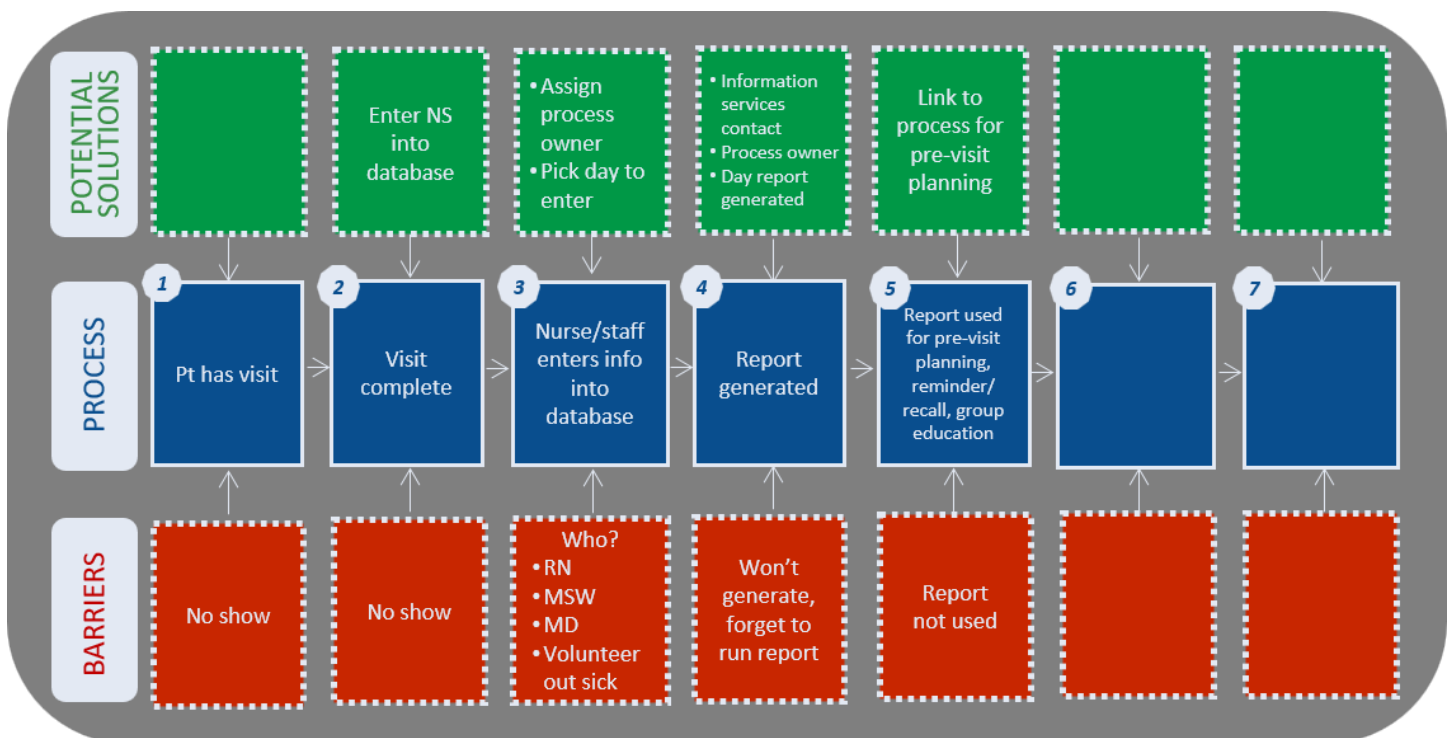 POTENTIAL
SOLUTIONS
Enter NS
into
database
• Assign
process
owner
• Pick day to
enter
• Information
services
contact
• Process owner
• Day report
generated
Link to
process for
pre-visit
planning
PROCESS
1
Pt has visit
2
Visit
complete
3
Nurse/staff
enters info
into
database
4
Report
generated
5
Report used
for pre-visit
planning,
reminder/
recall, group
education
6
7
BARRIERS
No show
No show
Who?
• RN
• MSW
• MD
• Volunteer
out sick
Won’t
generate,
forget to
run report
Report
not used